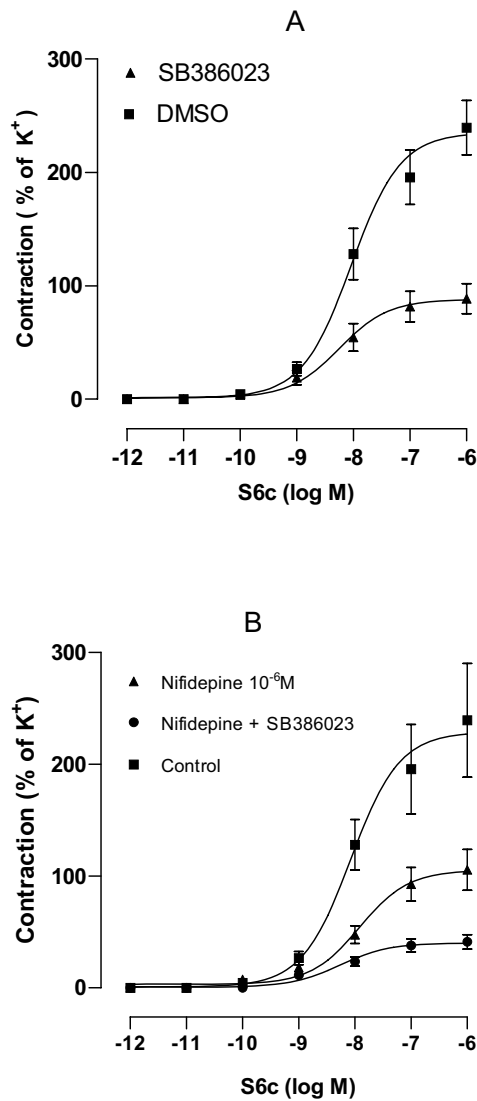 A
300
SB386023
DMSO
200
100
0
Contraction ( % of K+)
-12 -11 -10 -9 -8 -7 -6
S6c (log M)
B
300
Nifidepine 10-6M
Nifidepine + SB386023
Control
200
100
0
Contraction (% of K+)
-12 -11 -10 -9 -8 -7 -6
S6c (log M)